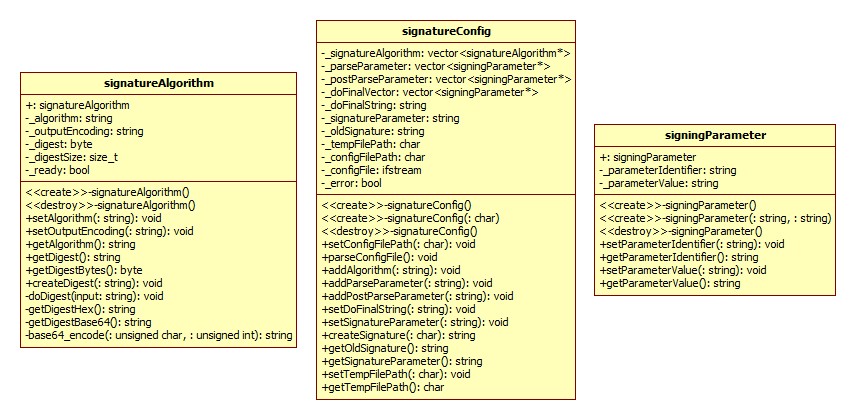 signatureAlgorithm
+: signatureAlgorithm
-_algorithm: string
-_outputEncoding: string
-_digest: byte
-_digestSize: size_t
-_ready: bool
<<create>>-signatureAlgorithm()
<<destroy>>-signatureAlgorithm()
+setAlgorithm(: string): void
+setOutputEncoding(: string): void
+getAlgorithm(): string
+getDigest(): string
+getDigestBytes(): byte
+createDigest(: string): void
-doDigest(input: string): void
-getDigestHex(): string
-getDigestBase64(): string
-base64_encode(: unsigned char, : unsigned int): string
signatureConfig
-_signatureAlgorithm: vector<signatureAlgorithm*>
-_parseParameter: vector<signingParameter*>
-_postParseParameter: vector<signingParameter*>
-_doFinalVector: vector<signingParameter*>
-_doFinalString: string
-_signatureParameter: string
-_oldSignature: string
-_tempFilePath: char
-_configFilePath: char
-_configFile: ifstream
-_error: bool
<<create>>-signatureConfig()
<<create>>-signatureConfig(: char)
<<destroy>>-signatureConfig()
+setConfigFilePath(: char): void
+parseConfigFile(): void
+addAlgorithm(: string): void
+addParseParameter(: string): void
+addPostParseParameter(: string): void
+setDoFinalString(: string): void
+setSignatureParameter(: string): void
+createSignature(: char): string
+getOldSignature(): string
+getSignatureParameter(): string
+setTempFilePath(: char): void
+getTempFilePath(): char
signingParameter
+: signingParameter
-_parameterIdentifier: string
-_parameterValue: string
<<create>>-signingParameter()
<<create>>-signingParameter(: string, : string)
<<destroy>>-signingParameter()
+setParameterIdentifier(: string): void
+getParameterIdentifier(): string
+setParameterValue(: string): void
+getParameterValue(): string